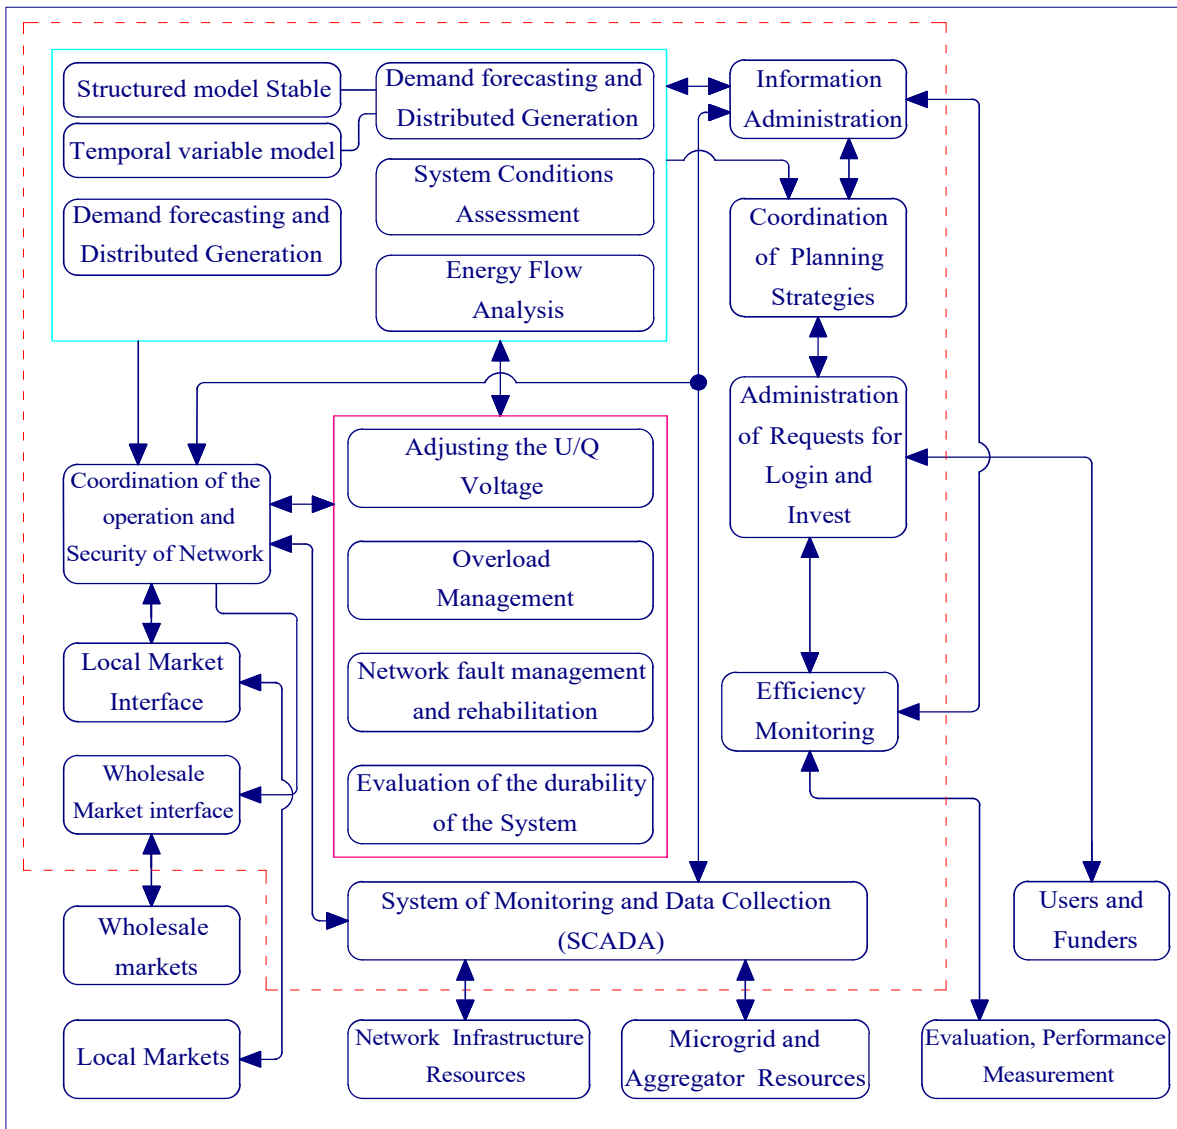 Structured model Stable
Temporal variable model
Demand forecasting and
Distributed Generation
Demand forecasting and
Distributed Generation
System Conditions
Assessment
Energy Flow
Analysis
Information
Administration
Coordination
of Planning
Strategies
Administration
of Requests for
Login and
Invest
Efficiency
Monitoring
Coordination of the
operation and
Security of Network
Adjusting the U/Q
Voltage
Overload
Management
Network fault management
and rehabilitation
Evaluation of the durability
of the System
Local Market
Interface
Wholesale
Market interface
Wholesale
markets
Local Markets
System of Monitoring and Data Collection
(SCADA)
Network Infrastructure
Resources
Microgrid and
Aggregator Resources
Users and
Funders
Evaluation, Performance
Measurement